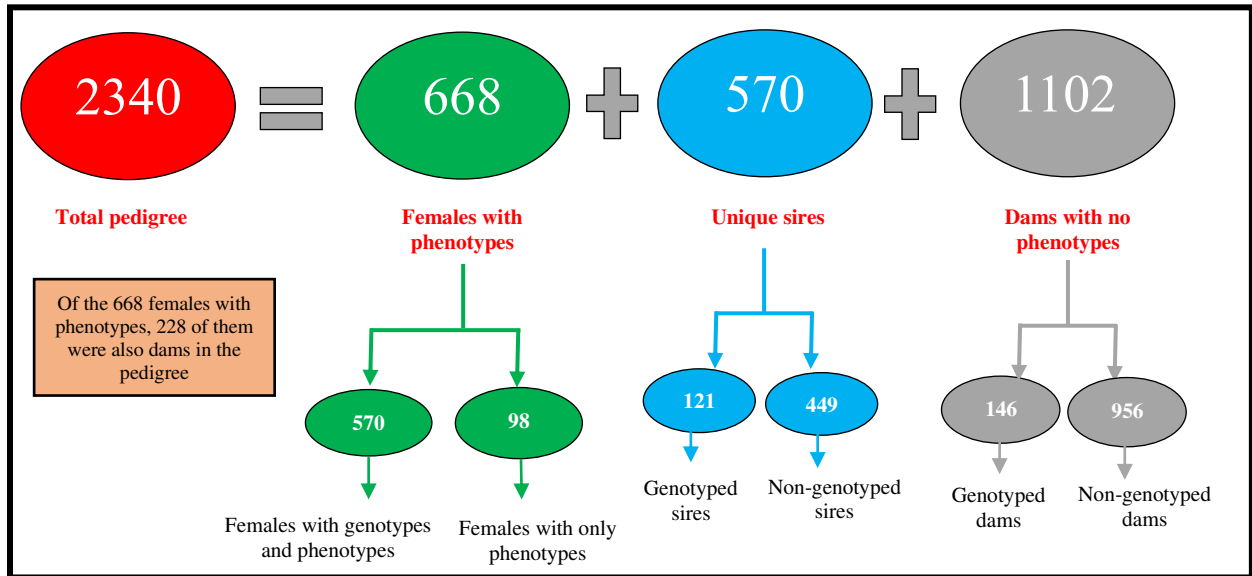 2340
668
570
1102
Total pedigree
Females with
phenotypes
Unique sires
Dams with no
phenotypes
Of the 668 females with
phenotypes, 228 of them
were also dams in the
pedigree
570
98
121
449
146
956
Females with genotypes
and phenotypes
Females with only
phenotypes
Genotyped
sires
Non-genotyped
sires
Genotyped
dams
Non-genotyped
dams